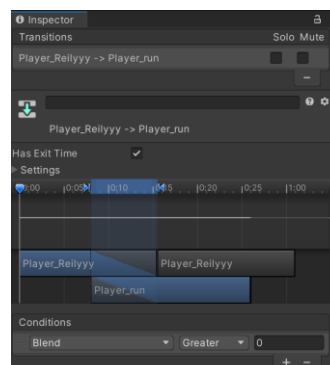 Inspector
Transitions Solo Mute
Player_Reilyyy -> Player_run
Player_Reilyyy -> Player_run
Has Exit Time
Settings
0:00 0:05 0:10 0:15 0:20 0:25 1:00
Player_Reilyyy Player_Reilyyy
Player_run
Conditions
Blend Greater 0